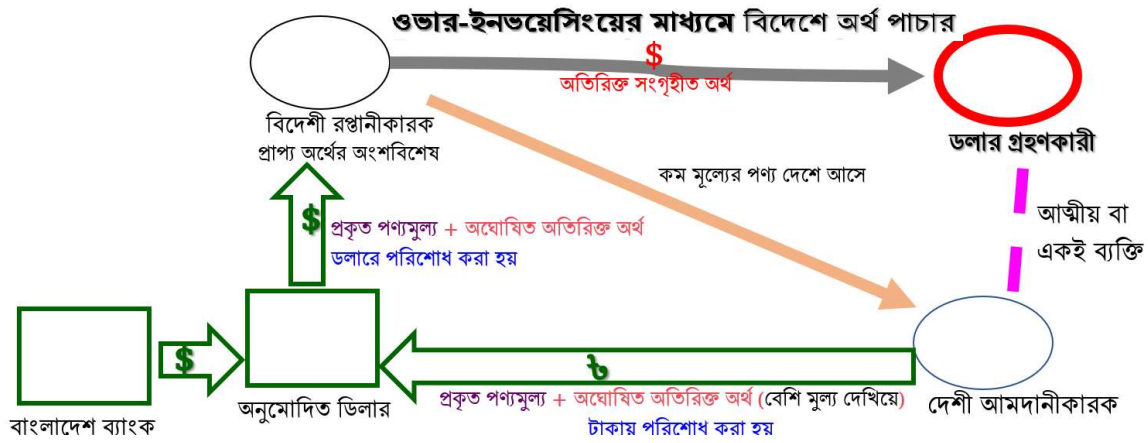 ওভার-ইনভয়েসিংয়ের মাধ্যমে বিদেশে অর্থ পাচার
$
অতিরিক্ত সংগৃহীত অর্থ
বিদেশী রপ্তানীকারক
প্রাপ্য অর্থের অংশবিশেষ
ডলার গ্রহণকারী
কম মূল্যের পণ্য দেশে আসে
আত্মীয় বা
একই ব্যক্তি
$
প্রকৃত পণ্যমুল্য + অঘোষিত অতিরিক্ত অর্থ
ডলারে পরিশোধ করা হয়
$
৳
বাংলাদেশ ব্যাংক
অনুমোদিত ডিলার
প্রকৃত পণ্যমুল্য + অঘোষিত অতিরিক্ত অর্থ (বেশি মুল্য দেখিয়ে)
টাকায় পরিশোধ করা হয়
দেশী আমদানীকারক